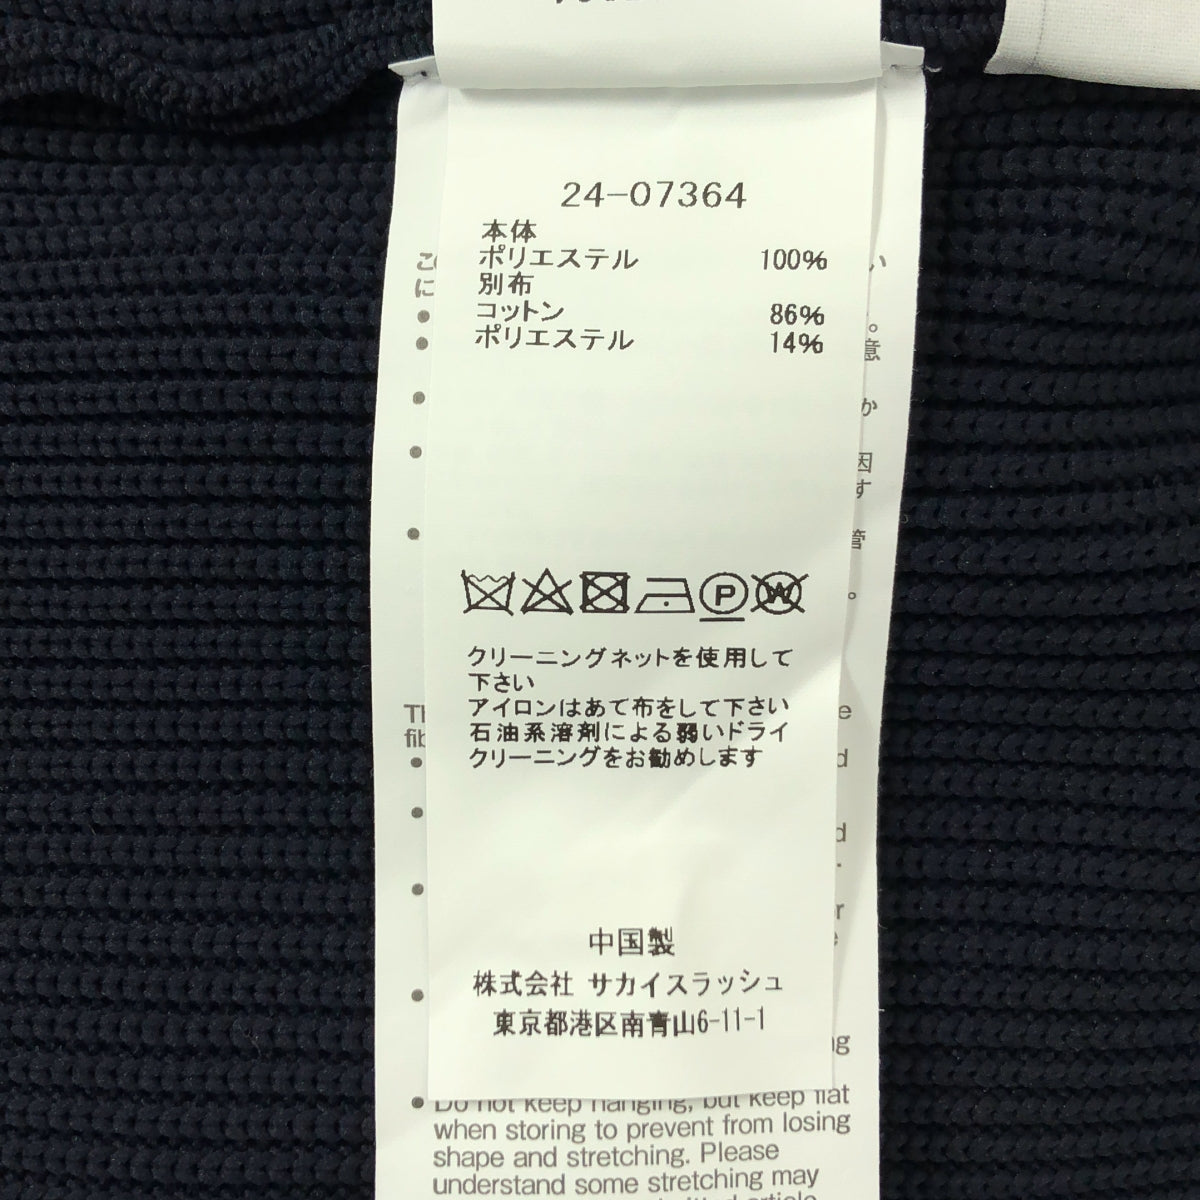 24-07364
本体
ポリエステル 100%
別布
コットン 86%
ポリエステル 14%
P
W
クリーニングネットを使用して
下さい
アイロンはあて布をして下さい
石油系溶剤による弱いドライ
クリーニングをお勧めします
中国製
株式会社 サカイスラッシュ
東京都港区南青山6-11-1
Do not keep hanging, but keep flat
when storing to prevent from losing
shape and stretching. Please
understand some stretching may